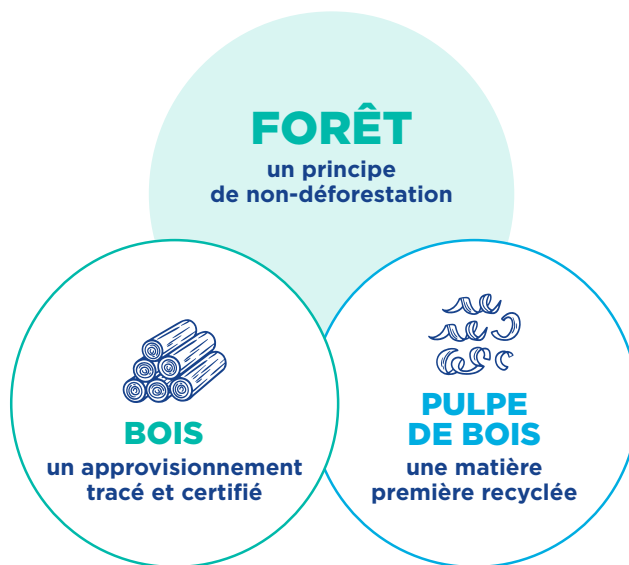 FORÊT
un principe
de non-déforestation
BOIS
un approvisionnement
tracé et certifié
PULPE
DE BOIS
une matière
première recyclée